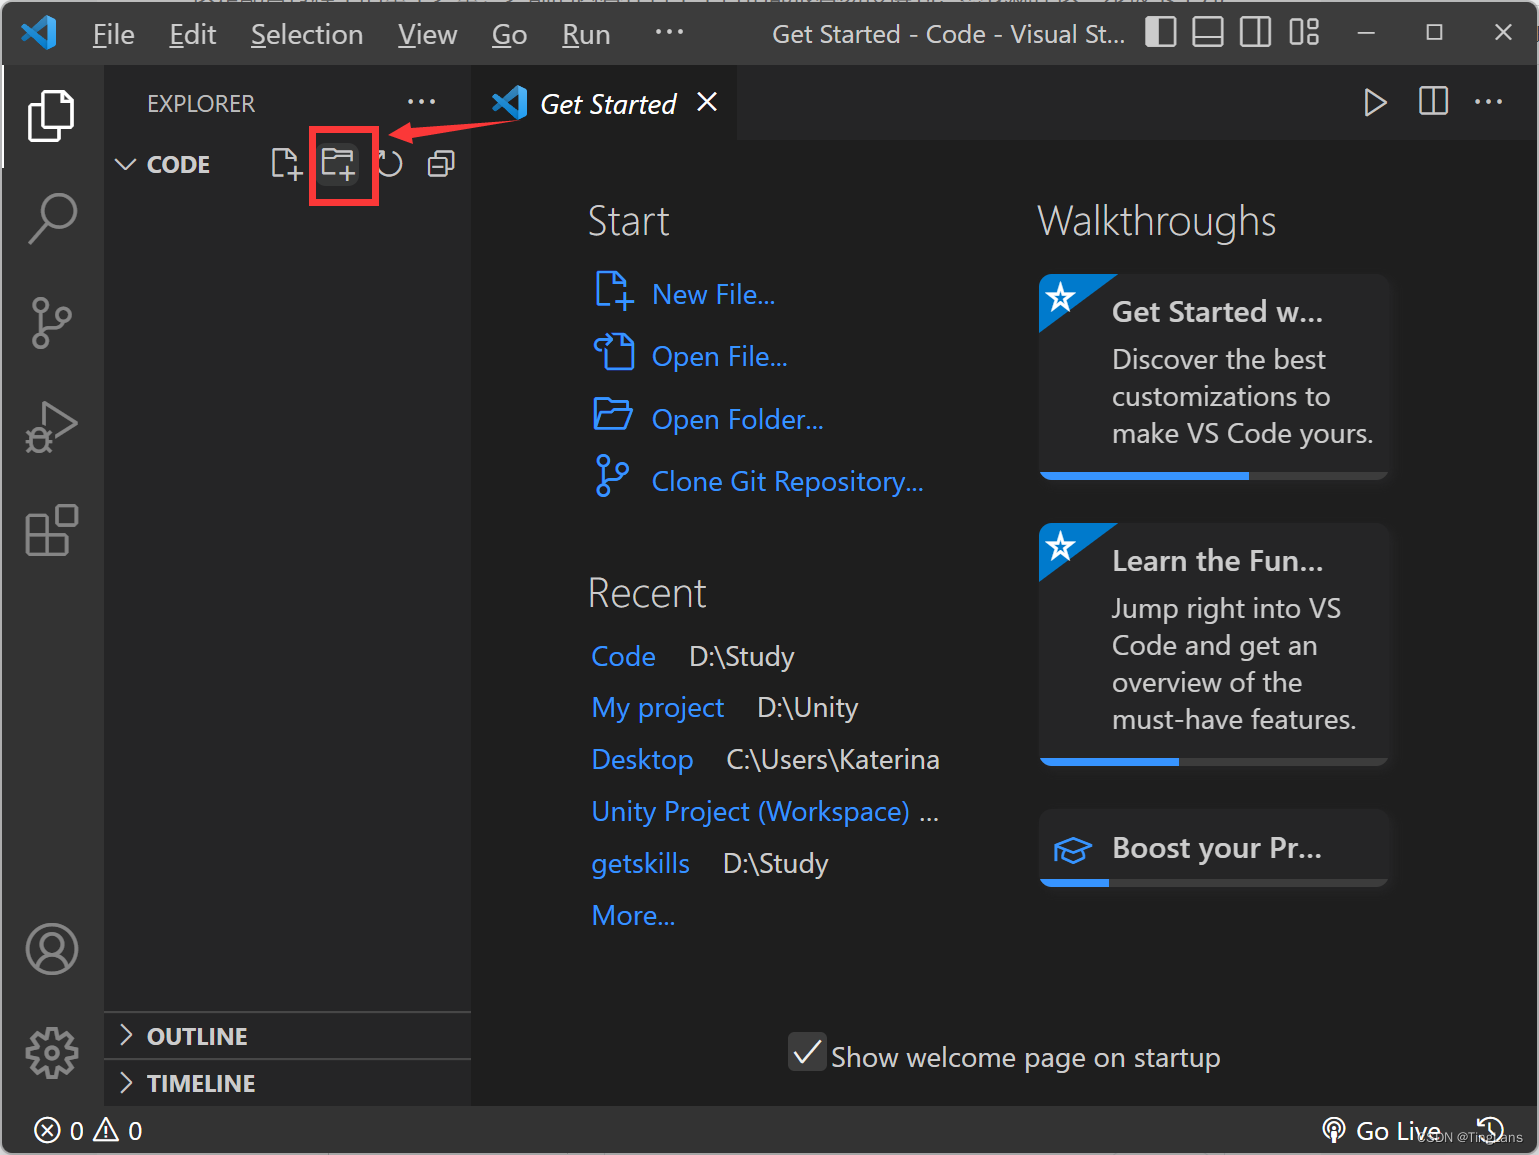 File Edit Selection View Go Run ··· Get Started - Code - Visual St...
EXPLORER ···
Get Started
CODE
Start
New File...
Open File...
Open Folder...
Clone Git Repository...
Recent
Code D:\Study
My project D:\Unity
Desktop C:\Users\Katerina
Unity Project (Workspace) ...
getskills D:\Study
More...
Walkthroughs
Get Started w...
Discover the best
customizations to
make VS Code yours.
Learn the Fun...
Jump right into VS
Code and get an
overview of the
must-have features.
Boost your Pr...
Show welcome page on startup
OUTLINE
TIMELINE
0 0
Go Live
CSDN @TingLans